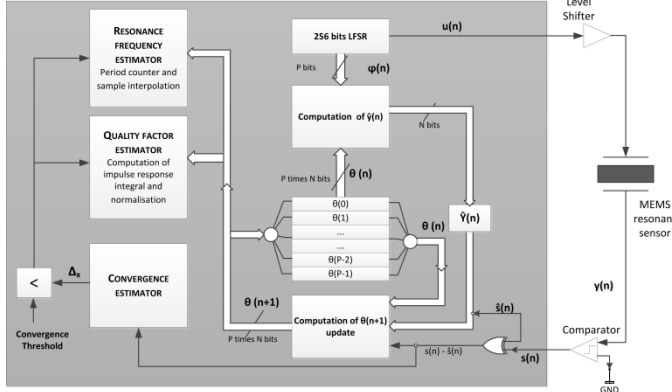 RESONANCE
FREQUENCY
ESTIMATOR
Period counter and
sample interpolation
QUALITY FACTOR
ESTIMATOR
Computation of
impulse response
integral and
normalisation
CONVERGENCE
ESTIMATOR
Δx
<
Convergence
Threshold
256 bits LFSR
P bits
φ(n)
Computation of ŷ(n)
N bits
P times N bits
θ (n)
θ(0)
θ(1)
...
...
θ(P-2)
θ(P-1)
θ (n)
Ŷ(n)
θ (n+1)
P times N bits
Computation of θ(n+1)
update
ŝ(n)
s(n) - ŝ(n)
s(n)
u(n)
Level
Shifter
MEMS
resonan
sensor
y(n)
Comparator
GND